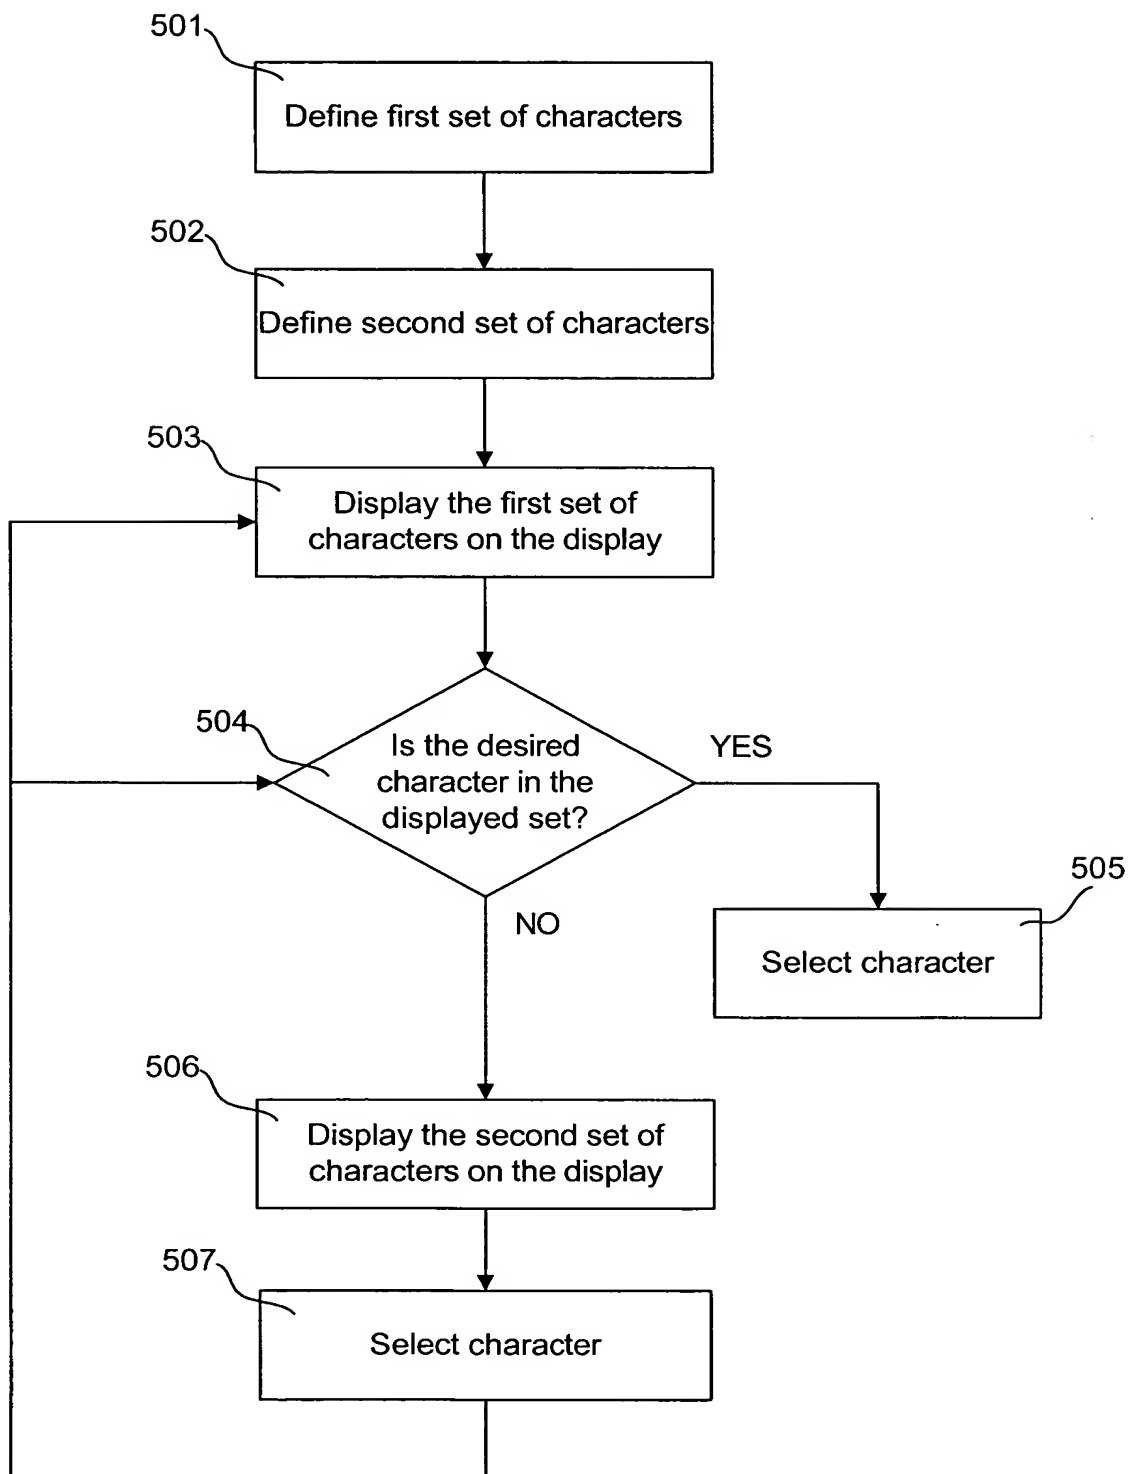 501
Define first set of characters
502
Define second set of characters
503
Display the first set of
characters on the display
504
Is the desired
character in the
displayed set?
YES
505
Select character
NO
506
Display the second set of
characters on the display
507
Select character